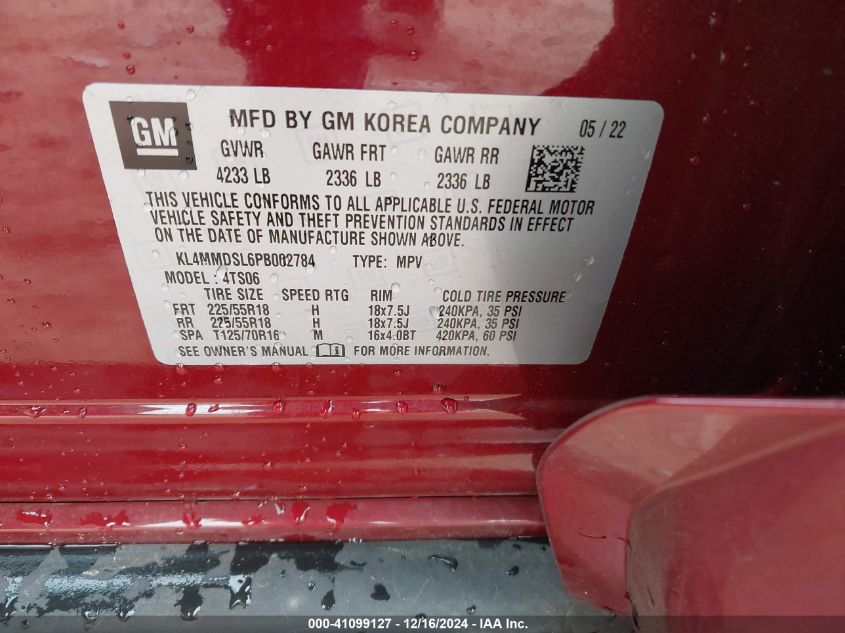 GM
MFD BY GM KOREA COMPANY 05 / 22
GVWR GAWR FRT GAWR RR
4233 LB 2336 LB 2336 LB
THIS VEHICLE CONFORMS TO ALL APPLICABLE U.S. FEDERAL MOTOR
VEHICLE SAFETY AND THEFT PREVENTION STANDARDS IN EFFECT
ON THE DATE OF MANUFACTURE SHOWN ABOVE.
KL4MMDSL6PB082784 TYPE: MPV
MODEL: 4TS06
TIRE SIZE SPEED RTG RIM COLD TIRE PRESSURE
FRT 225/55R18 H 18x7.5J 240KPA, 35 PSI
RR 225/55R18 H 18x7.5J 240KPA, 35 PSI
SPA T125/70R16 M 16x4.0BT 420KPA, 60 PSI
SEE OWNER'S MANUAL FOR MORE INFORMATION.
000-41099127 - 12/16/2024 - IAA Inc.